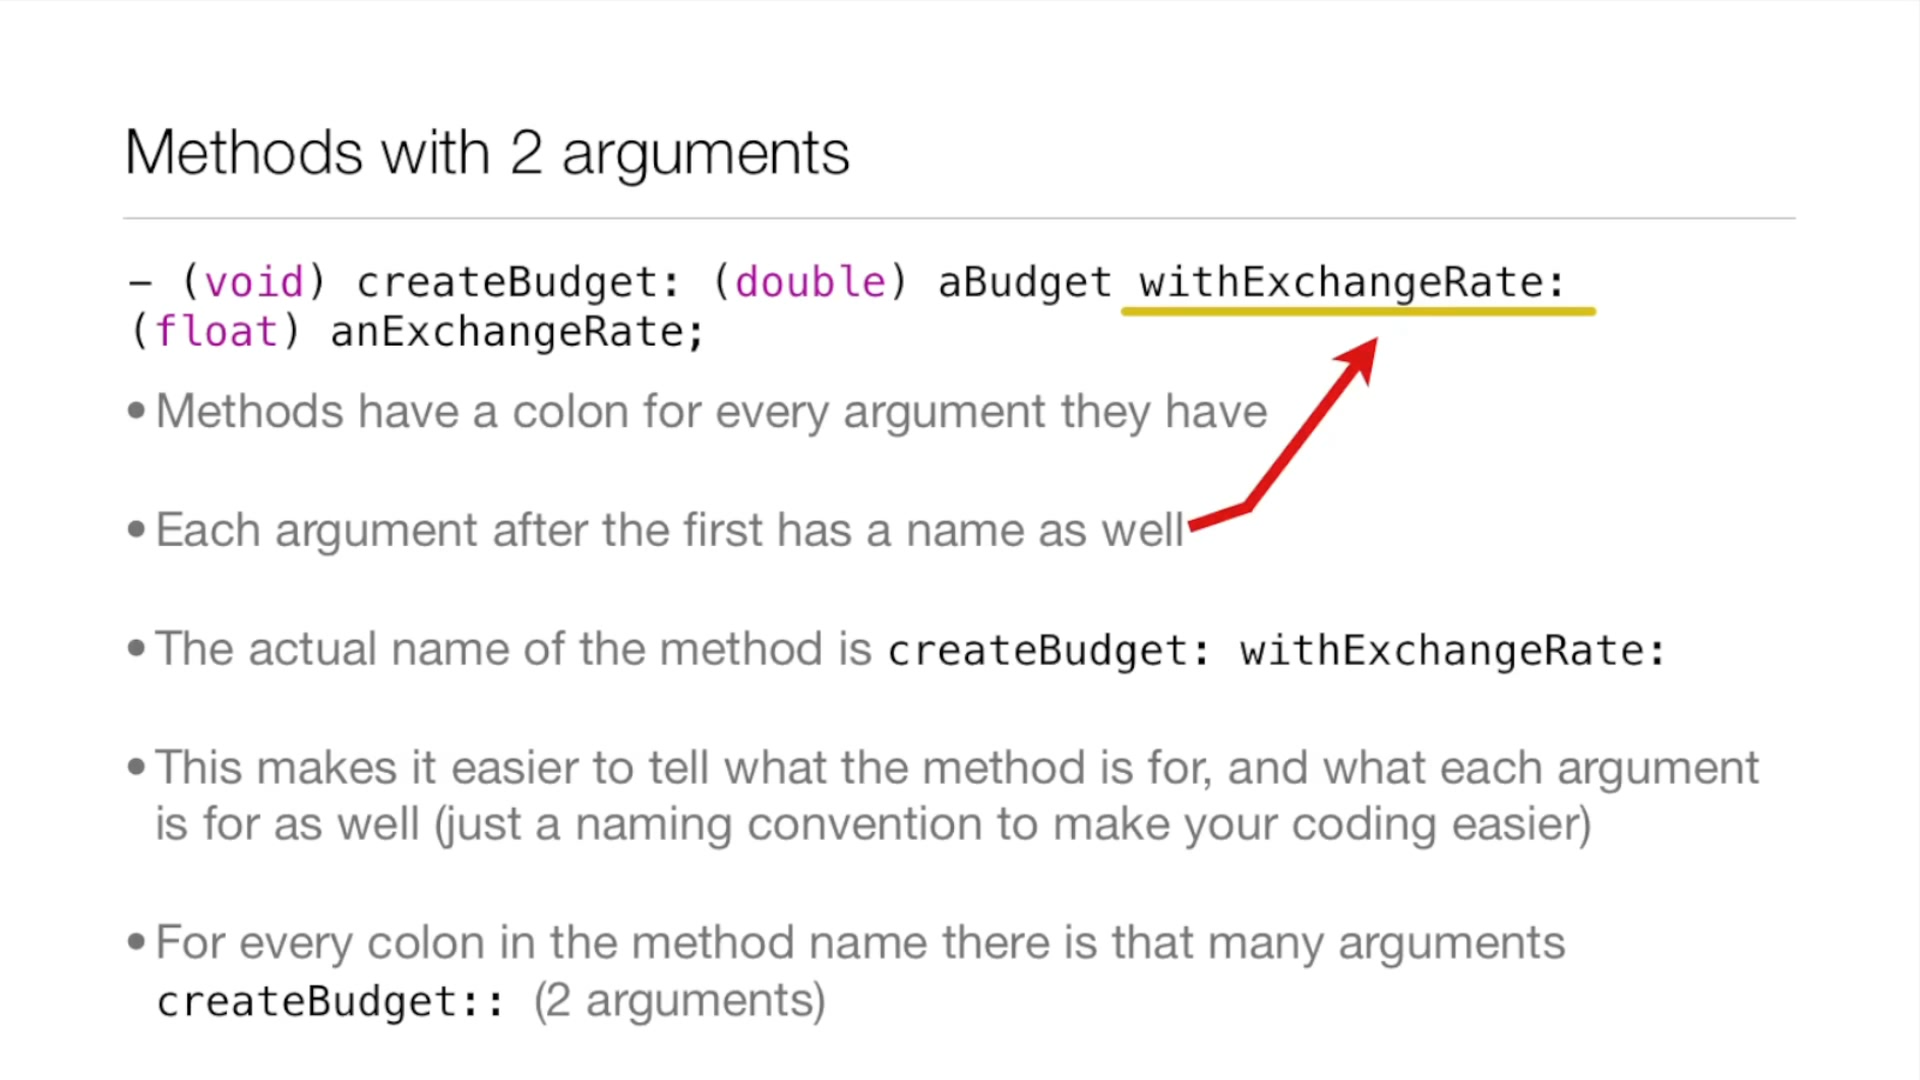 Methods with 2 arguments
- (void) createBudget: (double) aBudget withExchangeRate:
(float) anExchangeRate;
• Methods have a colon for every argument they have
• Each argument after the first has a name as well
• The actual name of the method is createBudget: withExchangeRate:
• This makes it easier to tell what the method is for, and what each argument
is for as well (just a naming convention to make your coding easier)
• For every colon in the method name there is that many arguments
createBudget:: (2 arguments)